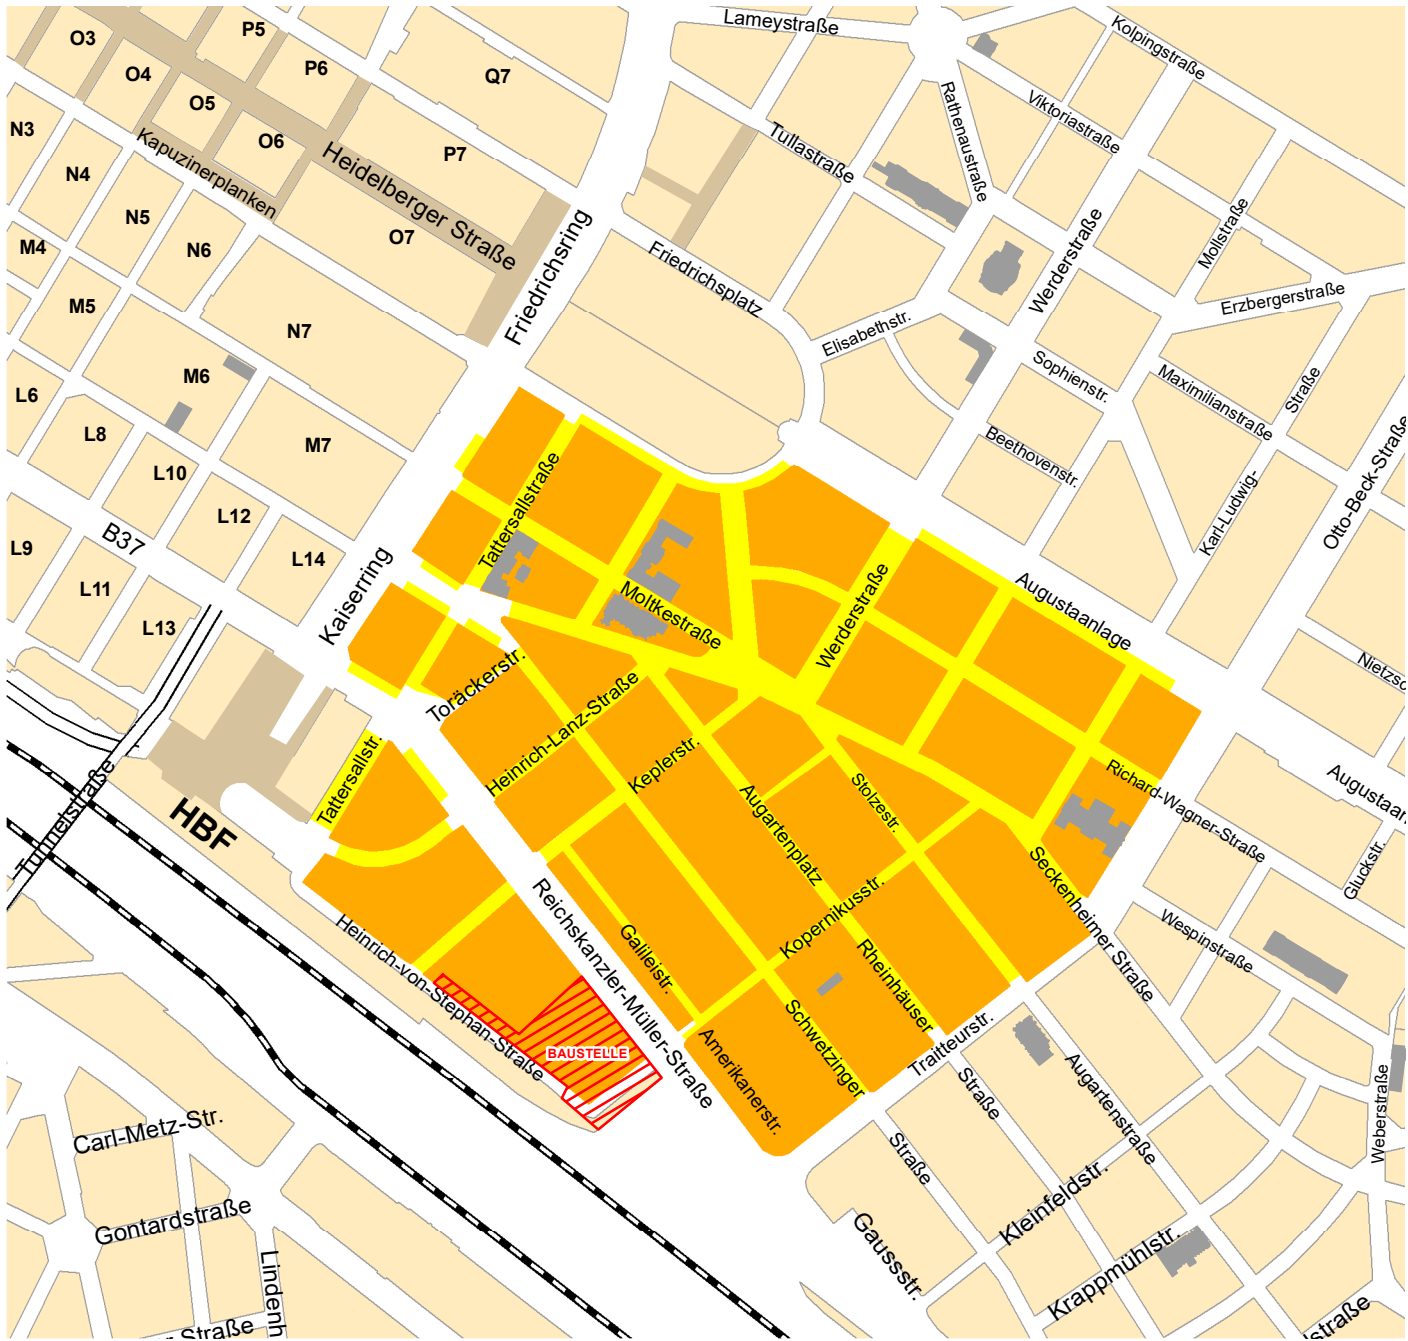 Lameystraße
Kolpingstraße
O3
P5
O4
P6
Q7
O5
O6
P7
N3
Kapuzinerplanken
Heidelberger Straße
Tullastraße
Rathenaustraße
Viktoriastraße
N4
N5
N6
O7
M4
M5
N7
Friedrichsring
Friedrichsplatz
Werderstraße
Mollstraße
Erzbergerstraße
Elisabethstr.
Sophienstr.
Maximilianstraße
Straße
Karl-Ludwig-
Beethovenstr.
Otto-Beck-Straße
M6
L6
L8
M7
L10
L12
L14
B37
L9
L11
L13
Kaiserring
Tattersallstraße
Moltkestraße
Werderstraße
Augustaanlage
Nietzsc
Toräckerstr.
Heinrich-Lanz-Straße
Keplerstr.
Tattersallstr.
HBF
Tunnelstraße
Augartenplatz
Stolzestr.
Richard-Wagner-Straße
Augustaan
Gluckstr.
Seckenheimer Straße
Wespinstraße
Kopernikusstr.
Reichskanzler-Müller-Straße
Galileistr.
Rheinhäuser
Schwetzinger
Heinrich-von-Stephan-Straße
BAUSTELLE
Amerikanerstr.
Traitteurstr.
Straße
Augartenstraße
Straße
Weberstraße
Carl-Metz-Str.
Gontardstraße
Lindenh
r Straße
Gaussstr.
Kleinfeldstr.
Krappmühlstr.
lstraße